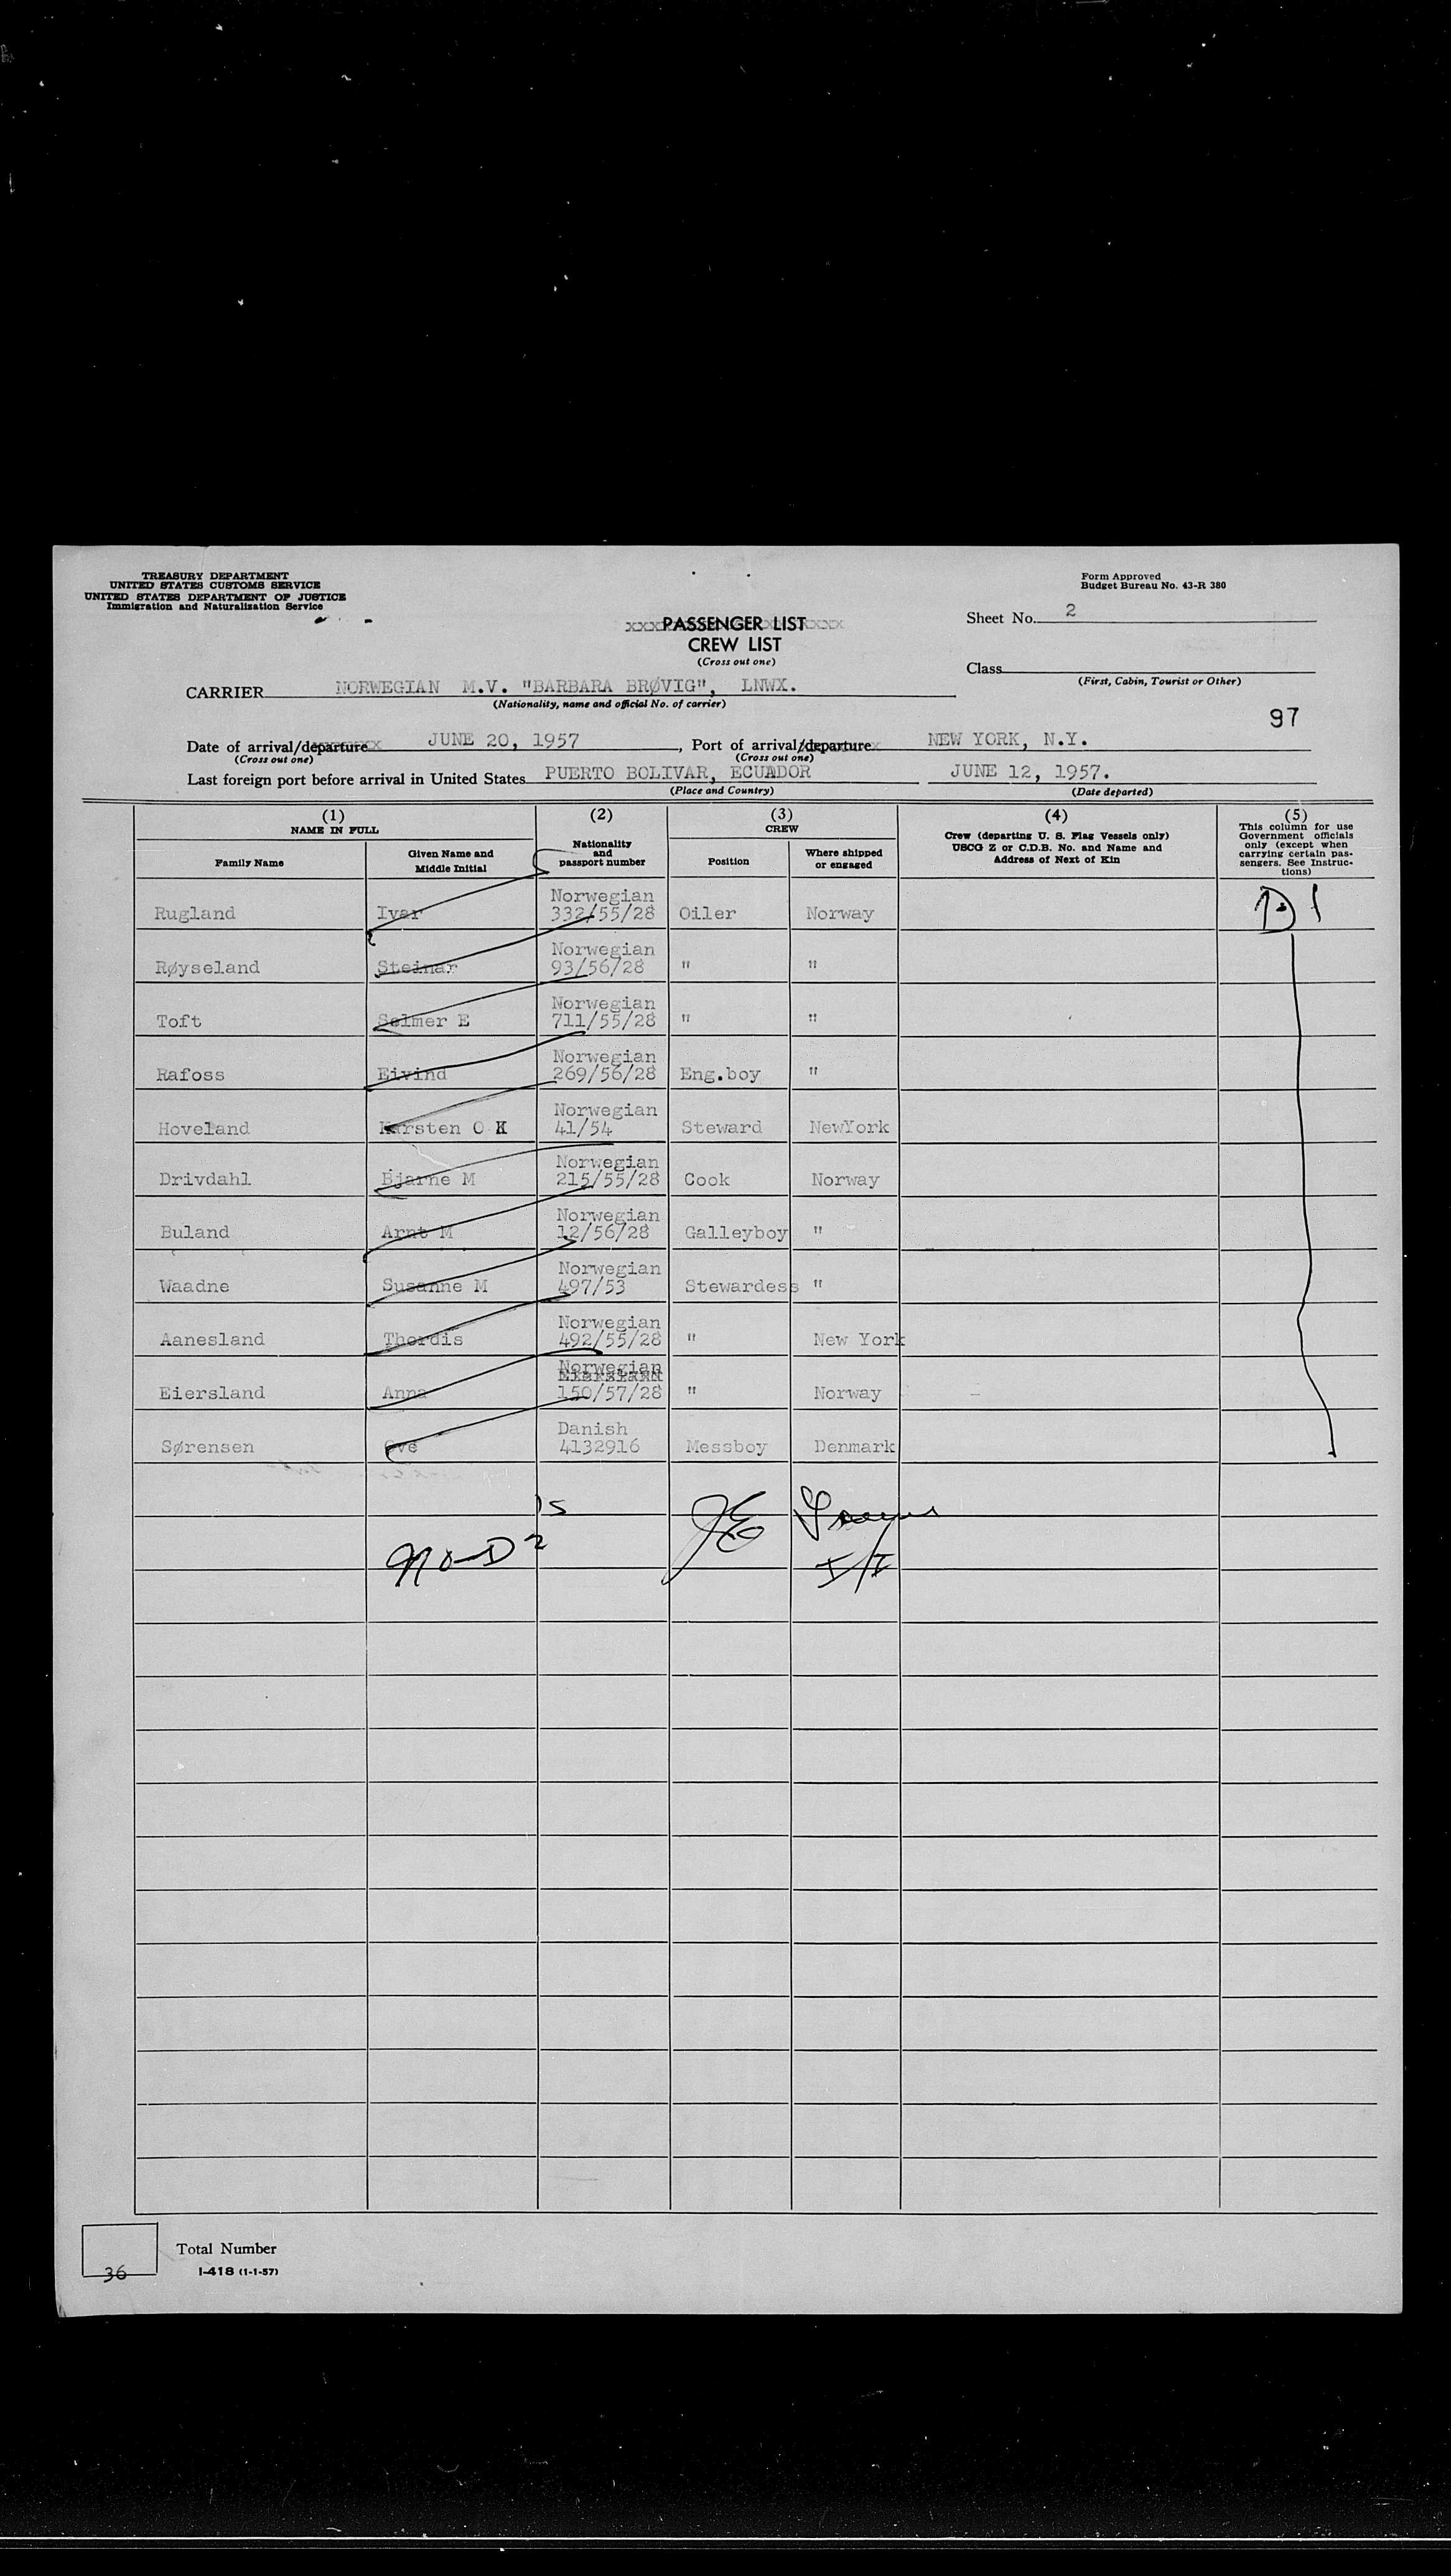 TREASURY DEPARTMENT
UNITED STATES CUSTOMS SERVICE
UNITED STATES DEPARTMENT OF JUSTICE
Immigration and Naturalization Service
Form Approved
Budget Bureau No. 43-R 380
Sheet No. 2
xxxxPASSENGER LISTxxxx
CREW LIST
(Cross out one)
Class
(First, Cabin, Tourist or Other)
CARRIER NORWEGIAN M.V. "BARBARA BRØVIG", LNWX.
(Nationality, name and official No. of carrier)
97
Date of arrival/departure JUNE 20, 1957, Port of arrival/departure NEW YORK, N.Y.
(Cross out one) (Cross out one)
Last foreign port before arrival in United States PUERTO BOLIVAR, ECUADOR JUNE 12, 1957.
(Place and Country) (Date departed)
(1) (2) (3) (4) (5)
NAME IN FULL
Family Name
Given Name and
Middle Initial
Nationality
and
passport number
CREW
Position
Where shipped
or engaged
Crew (departing U. S. Flag Vessels only)
USCG Z or C.D.B. No. and Name and
Address of Next of Kin
This column for use
Government officials
only (except when
carrying certain pas-
sengers. See Instruc-
tions)
Norwegian
Rugland Ivar 332/55/28 Oiler Norway D 1
Norwegian
Røyseland Steinar 93/56/28 " "
Norwegian
Toft Selmer E 711/55/28 " "
Norwegian
Rafoss Eivind 269/56/28 Eng.boy "
Norwegian
Hoveland Karsten O K 41/54 Steward NewYork
Norwegian
Drivdahl Bjarne M 215/55/28 Cook Norway
Norwegian
Buland Arnt M 12/56/28 Galleyboy "
Norwegian
Waadne Susanne M 497/53 Stewardess "
Norwegian
Aanesland Thordis 492/55/28 " New York
Norwegian
Eiersland Anna 150/57/28 " Norway
Danish
Sørensen Ove 4132916 Messboy Denmark
No D 2
I/I
36
Total Number
I-418 (1-1-57)